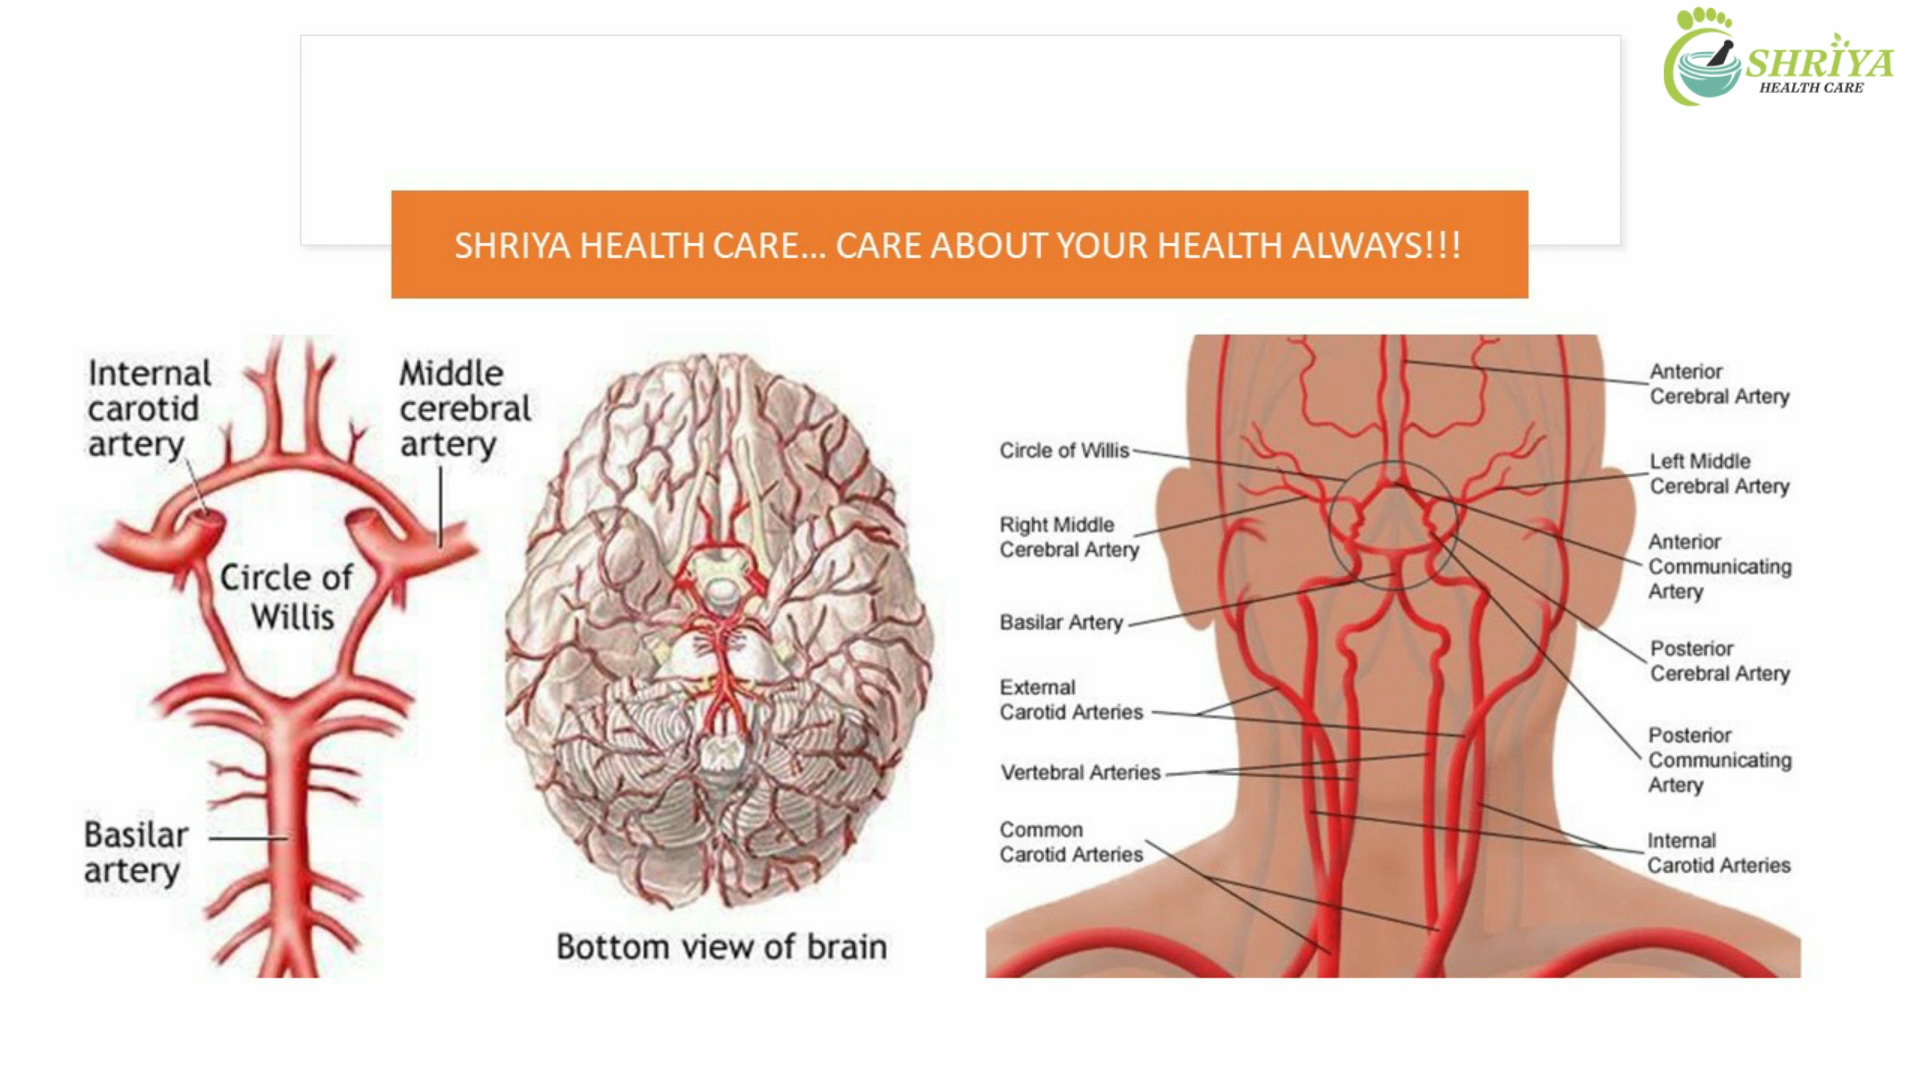 SHRIYA
HEALTH CARE
SHRIYA HEALTH CARE... CARE ABOUT YOUR HEALTH ALWAYS!!!
Internal
carotid
artery
Middle
cerebral
artery
Circle of
Willis
Basilar
artery
Bottom view of brain
Circle of Willis
Right Middle
Cerebral Artery
Basilar Artery
External
Carotid Arteries
Vertebral Arteries
Common
Carotid Arteries
Anterior
Cerebral Artery
Left Middle
Cerebral Artery
Anterior
Communicating
Artery
Posterior
Cerebral Artery
Posterior
Communicating
Artery
Internal
Carotid Arteries